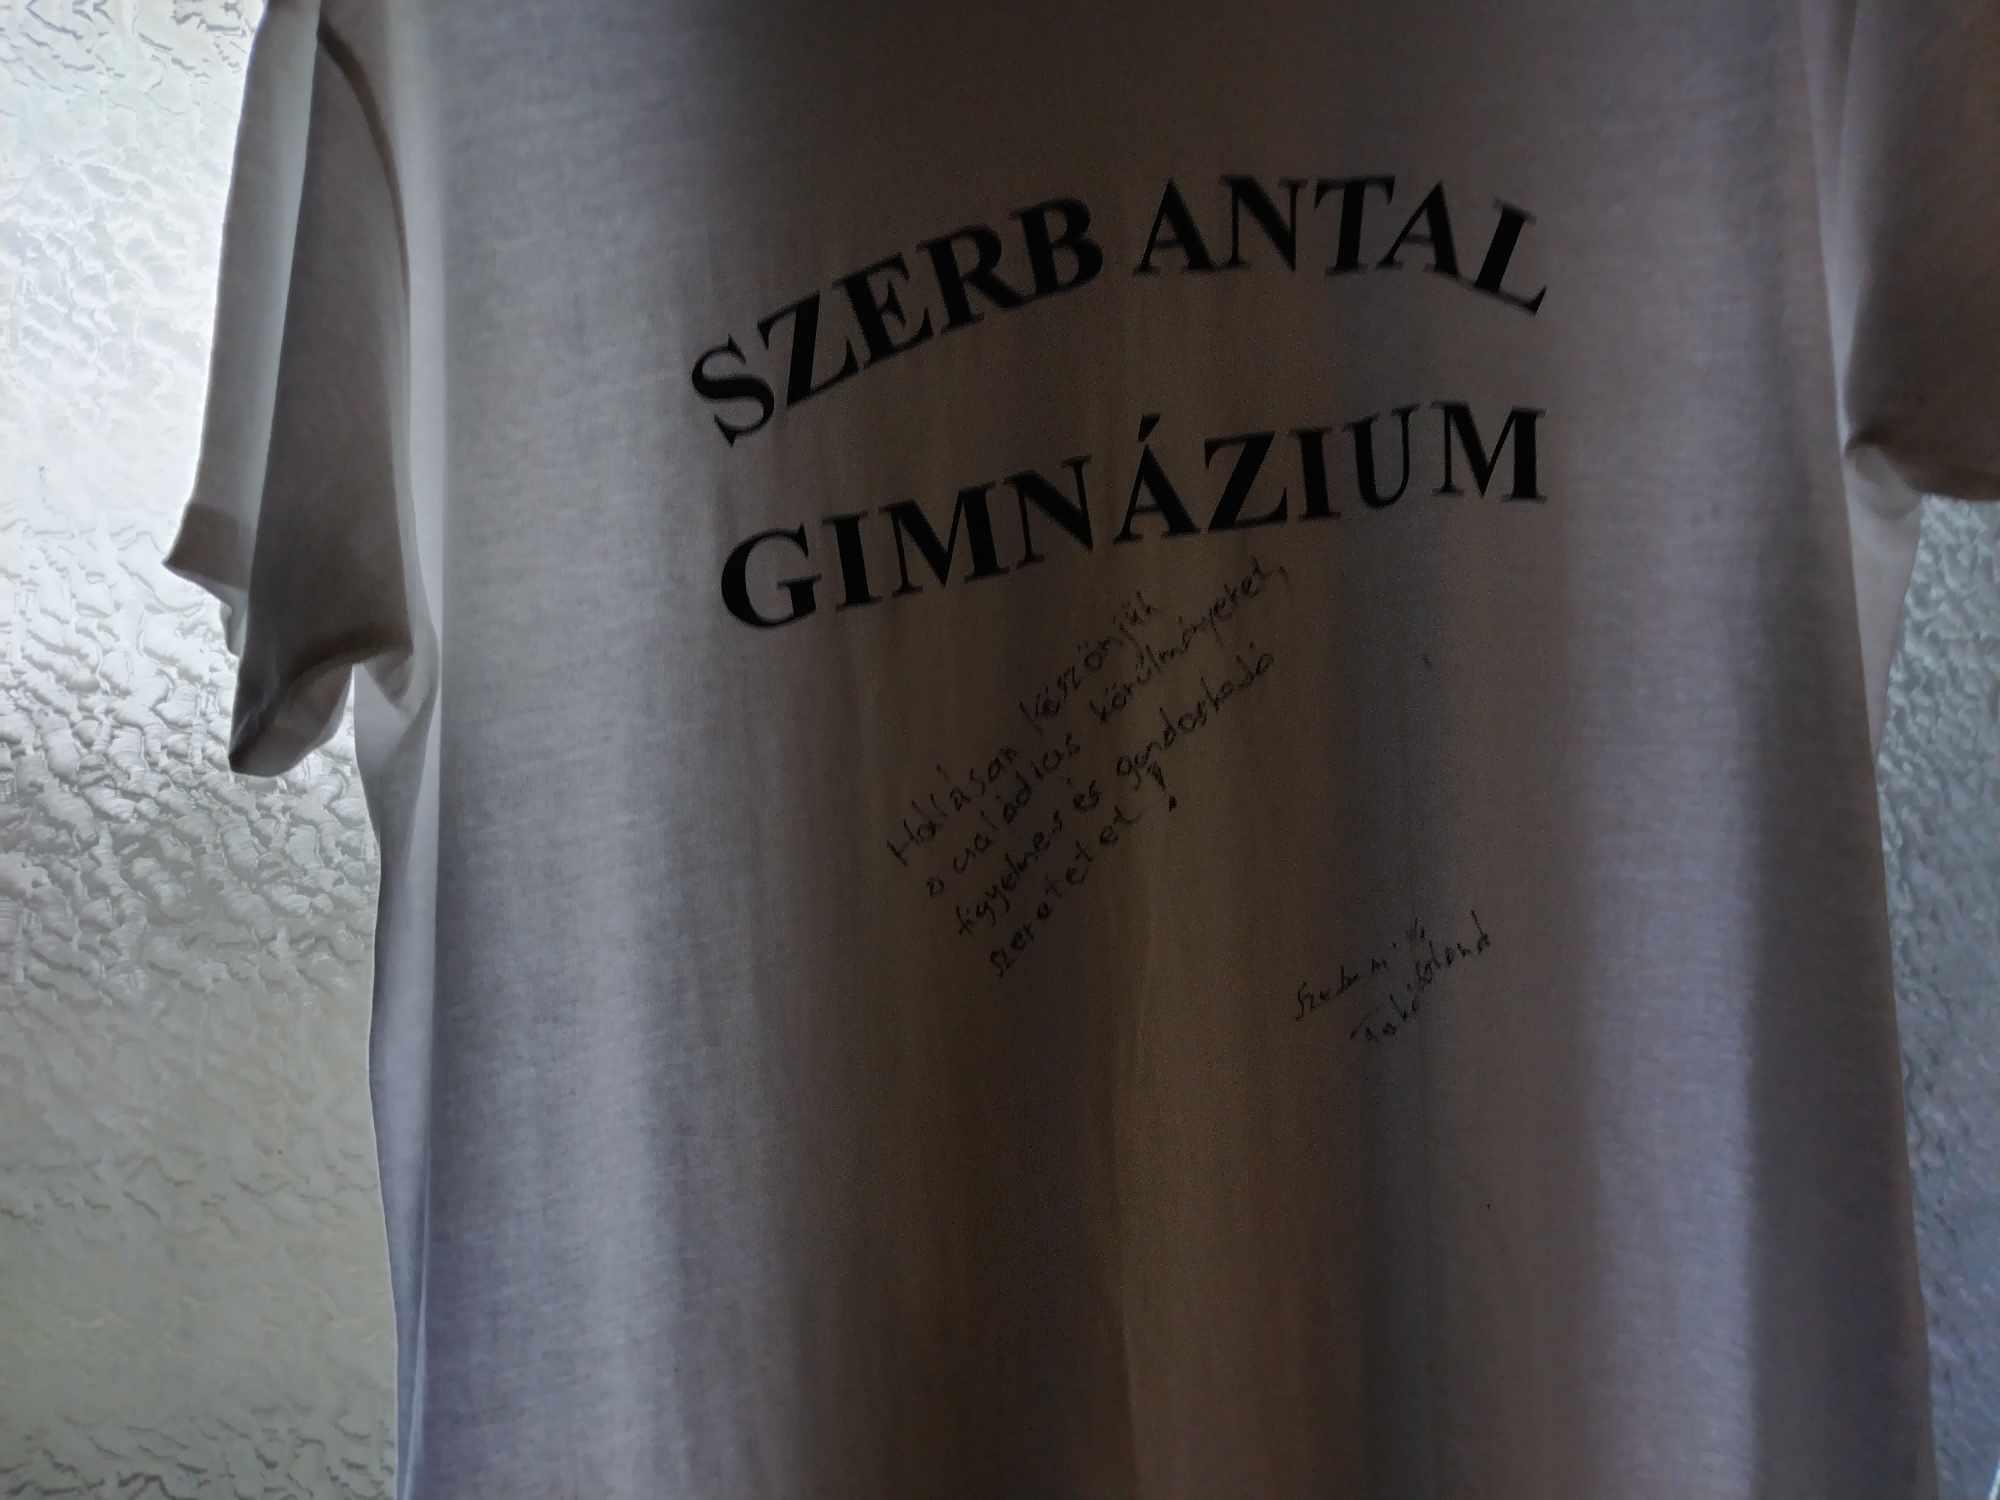 SZERB ANTAL
GIMNÁZIUM
Hálásan köszönjük
a családias körülményeket,
figyelmes és gondoskodó
szeretetet!